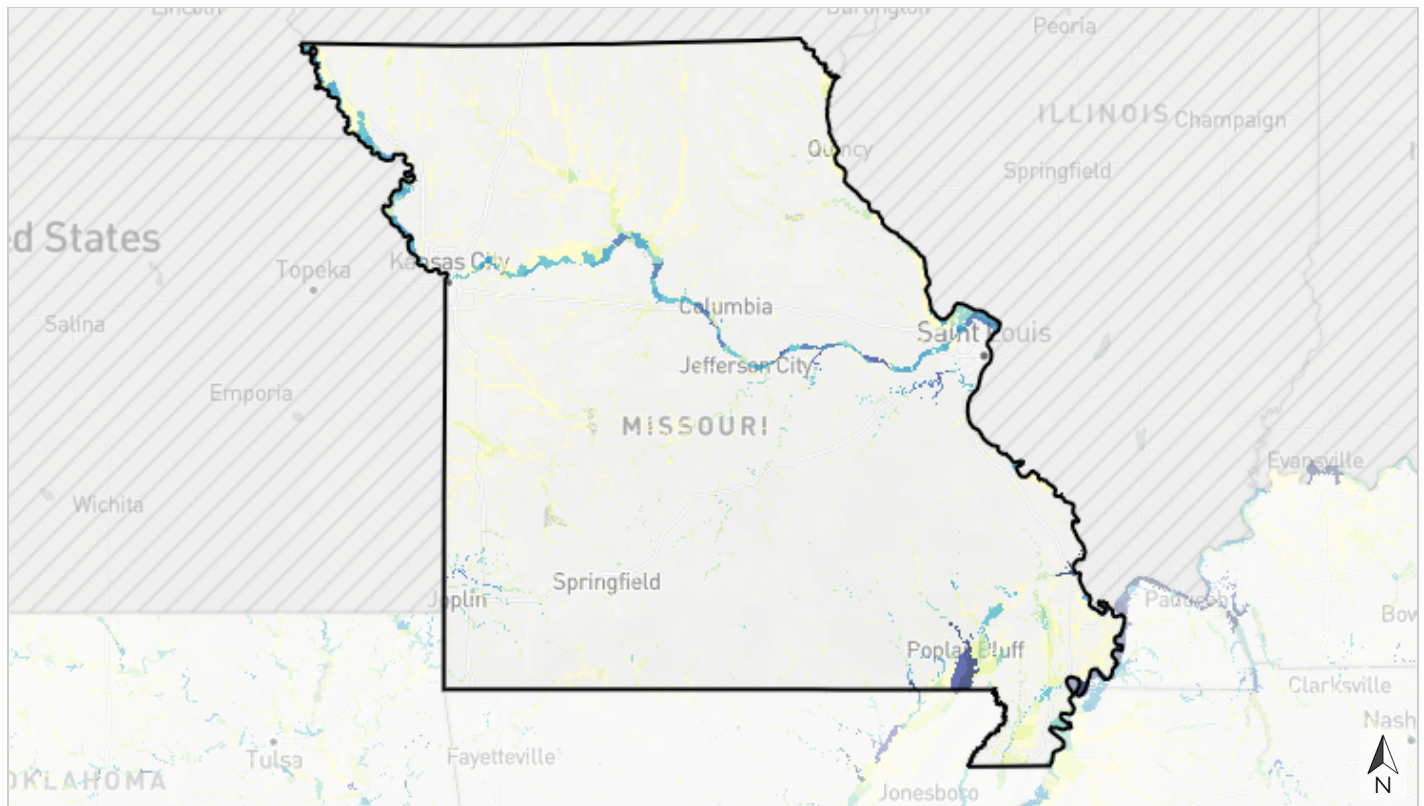 Lincoln
Burlington
Peoria
ILLINOIS
Champaign
Quincy
Springfield
ed States
Kansas City
Topeka
Columbia
Salina
Saint Louis
Jefferson City
Emporia
MISSOURI
Evansville
Wichita
Springfield
Joplin
Paducah
Bow
Poplar Bluff
Clarksville
Nash
Tulsa
Fayetteville
OKLAHOMA
Jonesboro
N